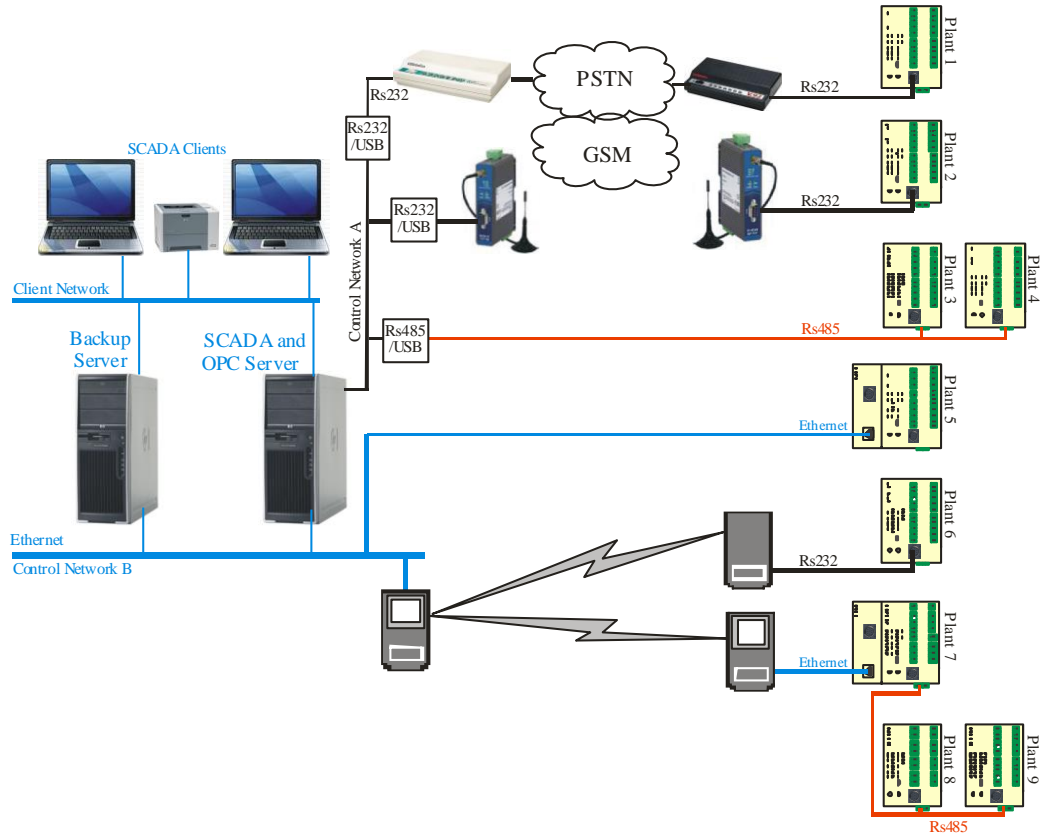 PSTN
GSM
Rs232
Rs232
/USB
Rs232
Plant 1
SCADA Clients
Rs232
/USB
Rs232
Plant 2
Client Network
Control Network A
Rs485
/USB
Rs485
Plant 3
Plant 4
Backup
Server
SCADA and
OPC Server
Ethernet
Plant 5
Ethernet
Control Network B
Rs232
Plant 6
Ethernet
Plant 7
Plant 8
Plant 9
Rs485